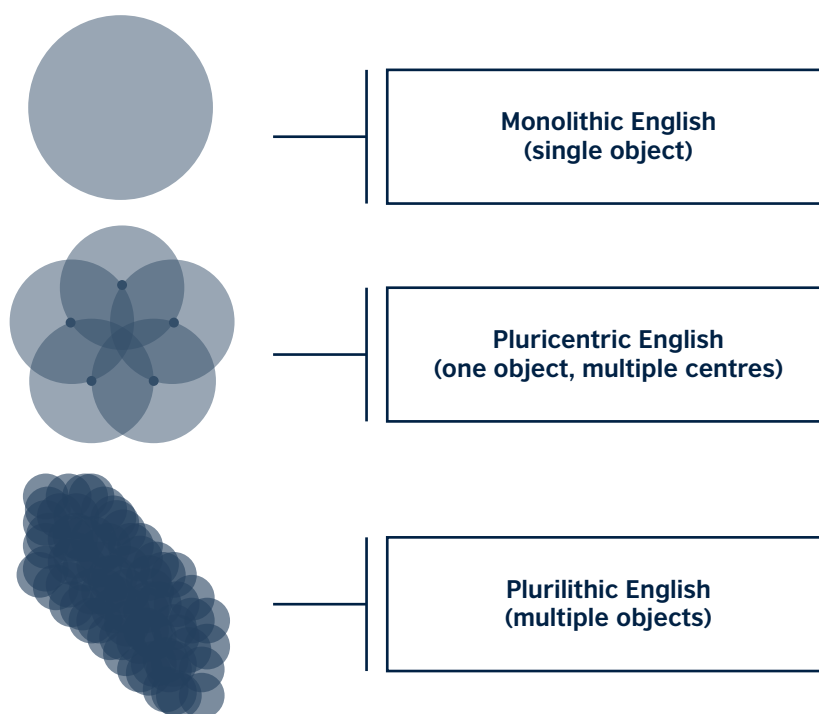 Monolithic English
(single object)
Pluricentric English
(one object, multiple centres)
Plurilithic English
(multiple objects)